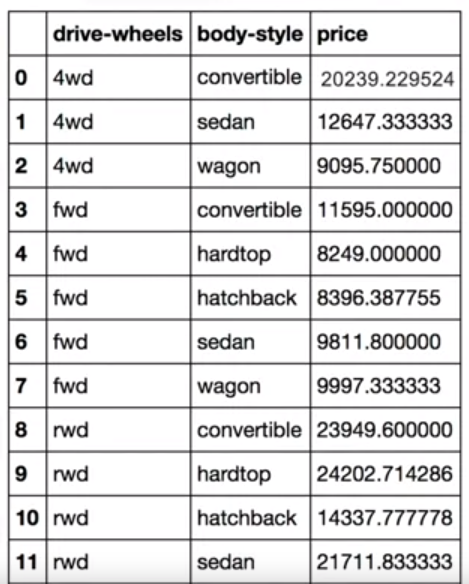 drive-wheels body-style price
0 4wd convertible 20239.229524
1 4wd sedan 12647.333333
2 4wd wagon 9095.750000
3 fwd convertible 11595.000000
4 fwd hardtop 8249.000000
5 fwd hatchback 8396.387755
6 fwd sedan 9811.800000
7 fwd wagon 9997.333333
8 rwd convertible 23949.600000
9 rwd hardtop 24202.714286
10 rwd hatchback 14337.777778
11 rwd sedan 21711.833333